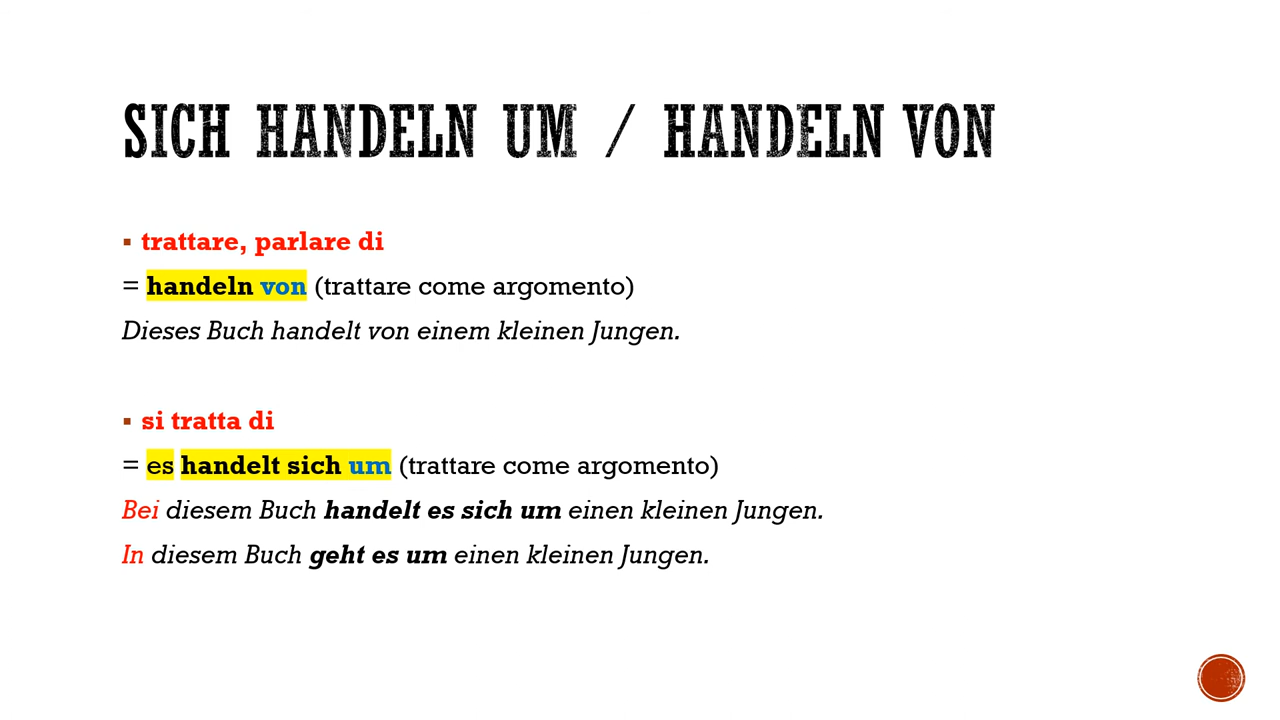 SICH HANDELN UM / HANDELN VON
▪ trattare, parlare di
= handeln von (trattare come argomento)
Dieses Buch handelt von einem kleinen Jungen.
▪ si tratta di
= es handelt sich um (trattare come argomento)
Bei diesem Buch handelt es sich um einen kleinen Jungen.
In diesem Buch geht es um einen kleinen Jungen.